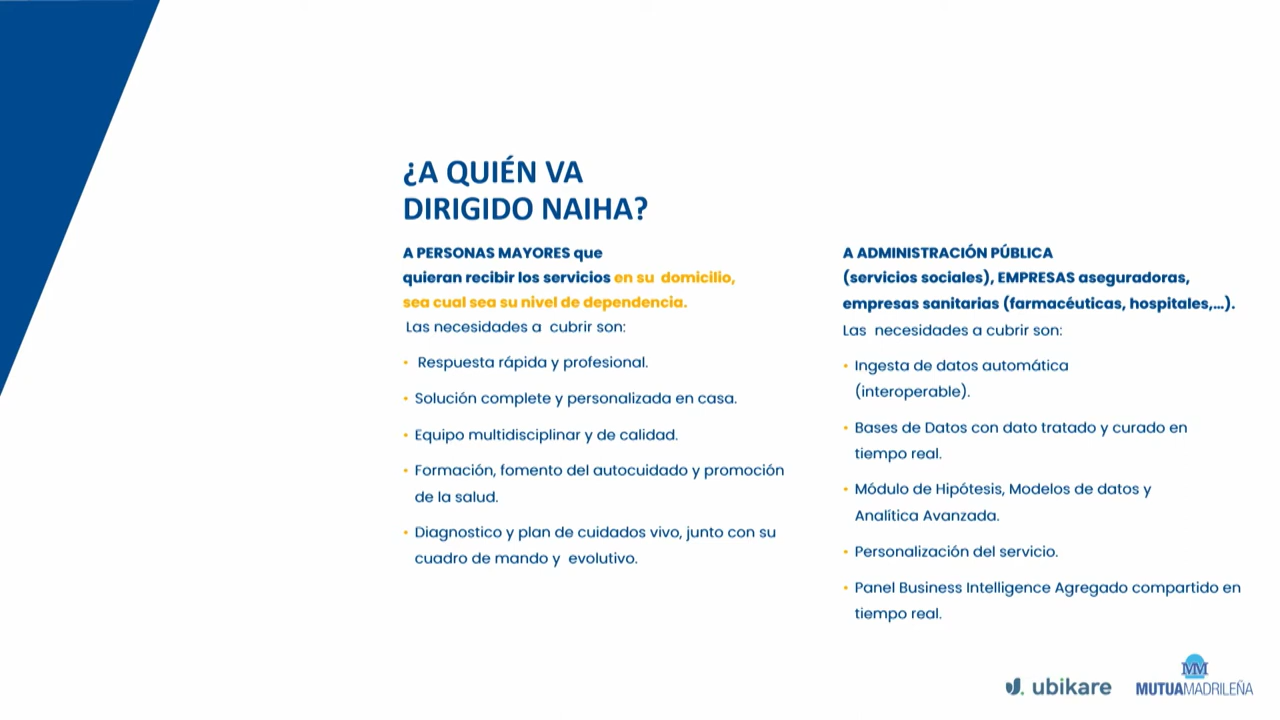 ¿A QUIÉN VA
DIRIGIDO NAIHA?
A PERSONAS MAYORES que
quieran recibir los servicios en su domicilio,
sea cual sea su nivel de dependencia.
Las necesidades a cubrir son:
• Respuesta rápida y profesional.
• Solución complete y personalizada en casa.
• Equipo multidisciplinar y de calidad.
• Formación, fomento del autocuidado y promoción
de la salud.
• Diagnostico y plan de cuidados vivo, junto con su
cuadro de mando y evolutivo.
A ADMINISTRACIÓN PÚBLICA
(servicios sociales), EMPRESAS aseguradoras,
empresas sanitarias (farmacéuticas, hospitales,...).
Las necesidades a cubrir son:
• Ingesta de datos automática
(interoperable).
• Bases de Datos con dato tratado y curado en
tiempo real.
• Módulo de Hipótesis, Modelos de datos y
Analítica Avanzada.
• Personalización del servicio.
• Panel Business Intelligence Agregado compartido en
tiempo real.
ubikare
MM
MUTUAMADRILEÑA